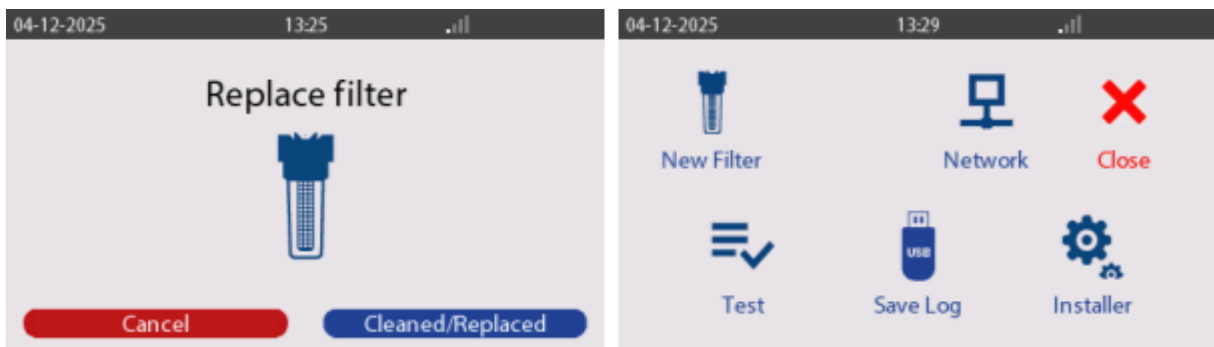 04-12-2025 13:25
Replace filter
Cancel Cleaned/Replaced
04-12-2025 13:29
New Filter Network Close
USB
Test Save Log Installer